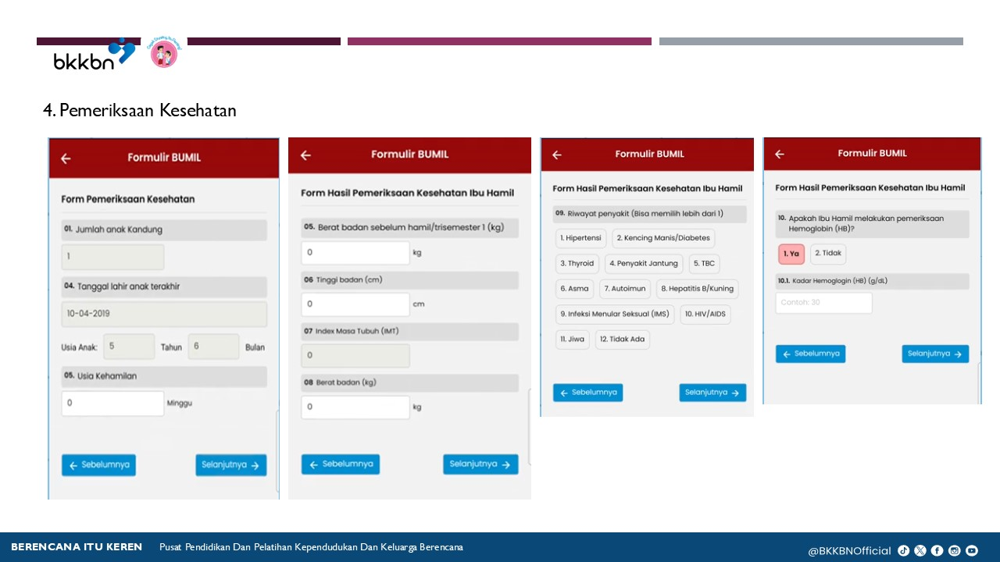 bkkbn
4. Pemeriksaan Kesehatan
Formulir BUMIL
Form Pemeriksaan Kesehatan
01. Jumlah anak Kandung
1
04. Tanggal lahir anak terakhir
10-04-2019
Usia Anak: 5 Tahun 6 Bulan
05. Usia Kehamilan
0 Minggu
← Sebelumnya Selanjutnya →
Formulir BUMIL
Form Hasil Pemeriksaan Kesehatan Ibu Hamil
05. Berat badan sebelum hamil/trisemester 1 (kg)
0 kg
06 Tinggi badan (cm)
0 cm
07 Index Masa Tubuh (IMT)
0
08 Berat badan (kg)
0 kg
← Sebelumnya Selanjutnya →
Formulir BUMIL
Form Hasil Pemeriksaan Kesehatan Ibu Hamil
09. Riwayat penyakit (Bisa memilih lebih dari 1)
1. Hipertensi 2. Kencing Manis/Diabetes
3. Thyroid 4. Penyakit Jantung 5. TBC
6. Asma 7. Autoimun 8. Hepatitis B/Kuning
9. Infeksi Menular Seksual (IMS) 10. HIV/AIDS
11. Jiwa 12. Tidak Ada
← Sebelumnya Selanjutnya →
Formulir BUMIL
Form Hasil Pemeriksaan Kesehatan Ibu Hamil
10. Apakah Ibu Hamil melakukan pemeriksaan
Hemoglobin (HB)?
1. Ya 2. Tidak
10.1. Kadar Hemoglogin (HB) (g/dL)
Contoh: 30
← Sebelumnya Selanjutnya →
BERENCANA ITU KEREN Pusat Pendidikan Dan Pelatihan Kependudukan Dan Keluarga Berencana
@BKKBNOfficial